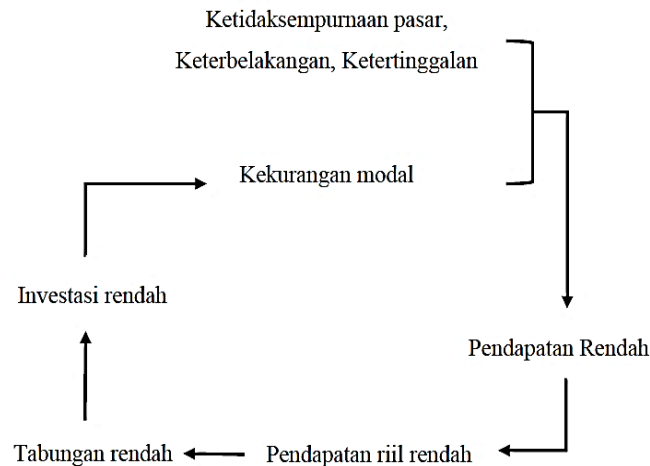 Ketidaksempurnaan pasar,
Keterbelakangan, Ketertinggalan
Kekurangan modal
Investasi rendah
Pendapatan Rendah
Tabungan rendah
Pendapatan riil rendah